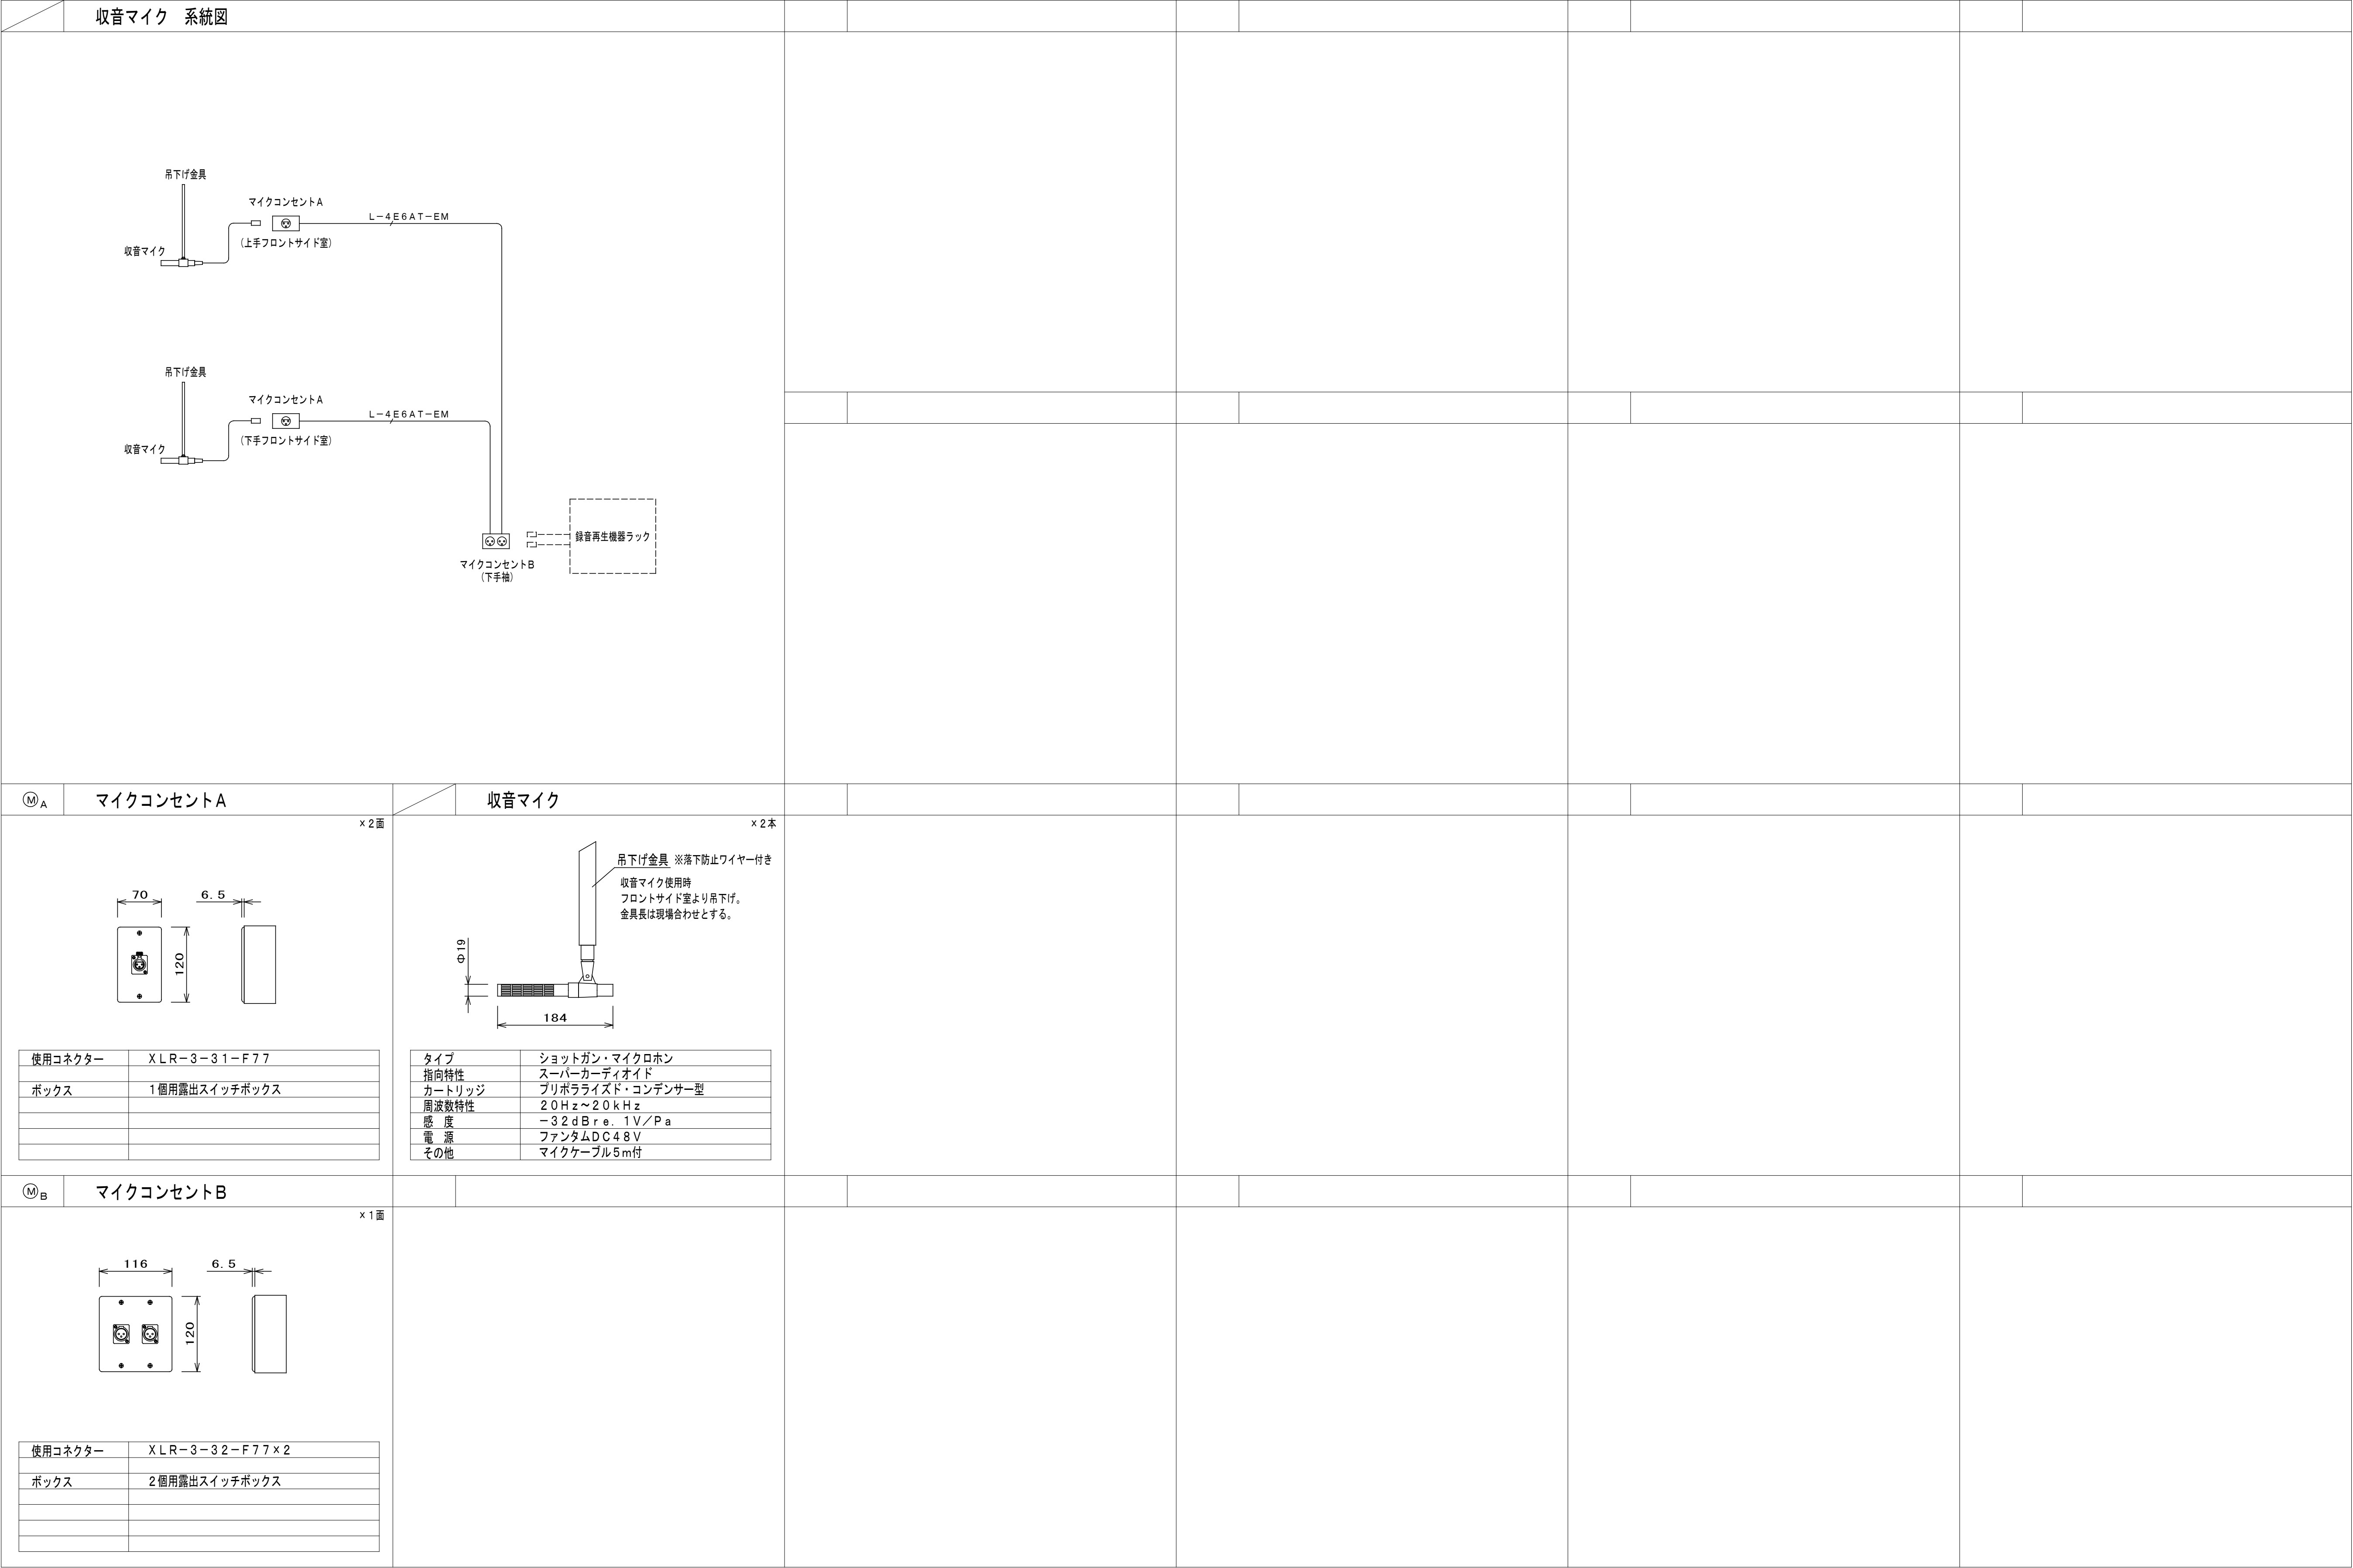 収音マイク　系統図
吊下げ金具
マイクコンセントA
L－4E6AT－EM
(上手フロントサイド室)
収音マイク
吊下げ金具
マイクコンセントA
L－4E6AT－EM
(下手フロントサイド室)
収音マイク
録音再生機器ラック
マイクコンセントB
(下手袖)
Ⓜ A
マイクコンセントA
×2面
70
6.5
120
使用コネクター　XLR－3－31－F77
ボックス　1個用露出スイッチボックス
収音マイク
×2本
吊下げ金具 ※落下防止ワイヤー付き
収音マイク使用時
フロントサイド室より吊下げ。
金具長は現場合わせとする。
Φ19
184
タイプ　ショットガン・マイクロホン
指向特性　スーパーカーディオイド
カートリッジ　プリポラライズド・コンデンサー型
周波数特性　20Hz～20kHz
感　度　－32dBre.1V／Pa
電　源　ファンタムDC48V
その他　マイクケーブル5m付
Ⓜ B
マイクコンセントB
×1面
116
6.5
120
使用コネクター　XLR－3－32－F77×2
ボックス　2個用露出スイッチボックス